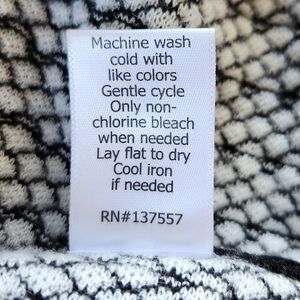 Machine wash
cold with
like colors
Gentle cycle
Only non-
chlorine bleach
when needed
Lay flat to dry
Cool iron
if needed
RN#137557